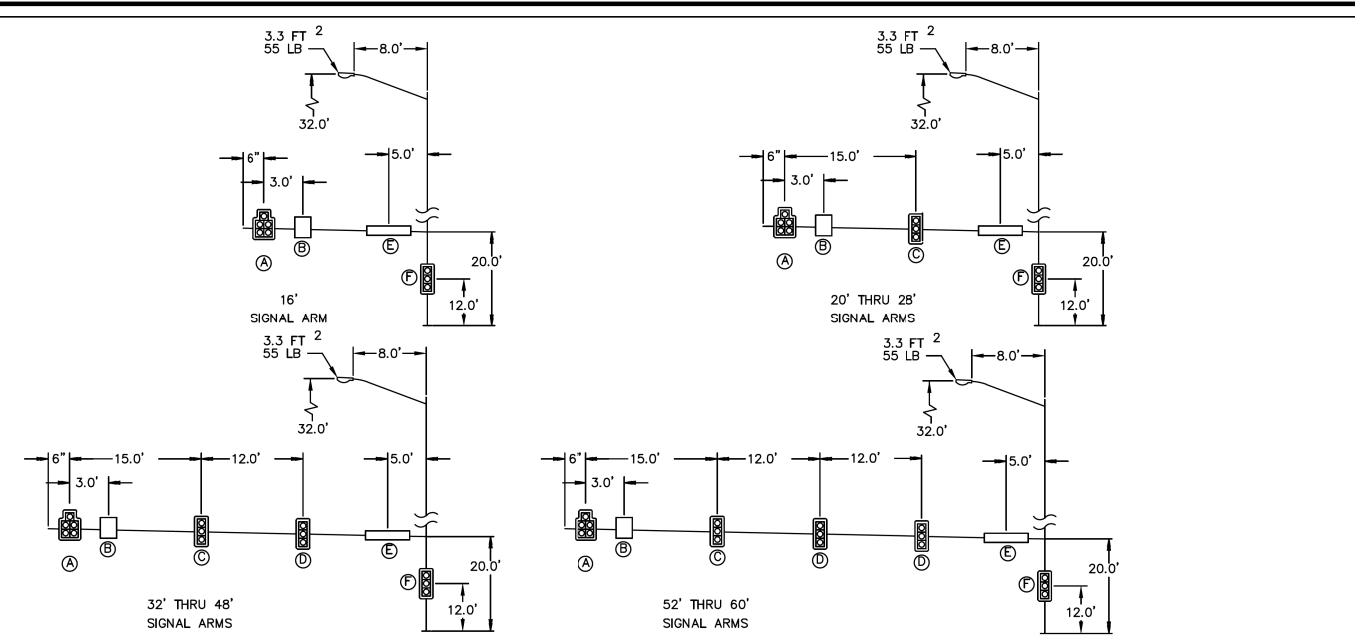 3.3 FT 2
55 LB
8.0'
32.0'
6"
3.0'
5.0'
A
B
E
F
20.0'
12.0'
16'
SIGNAL ARM
3.3 FT 2
55 LB
8.0'
32.0'
6"
15.0'
3.0'
5.0'
A
B
C
E
F
20.0'
12.0'
20' THRU 28'
SIGNAL ARMS
3.3 FT 2
55 LB
8.0'
32.0'
6"
15.0'
12.0'
3.0'
5.0'
A
B
C
D
E
F
20.0'
12.0'
32' THRU 48'
SIGNAL ARMS
3.3 FT 2
55 LB
8.0'
32.0'
6"
15.0'
12.0'
12.0'
3.0'
5.0'
A
B
C
D
D
E
F
20.0'
12.0'
52' THRU 60'
SIGNAL ARMS